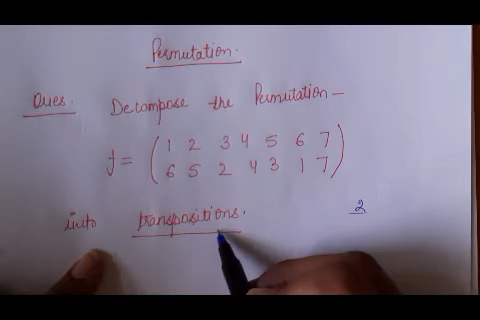 Permutation.
Ques. Decompose the Permutation —
f = ( 1 2 3 4 5 6 7
6 5 2 4 3 1 7 )
into transpositions.
2